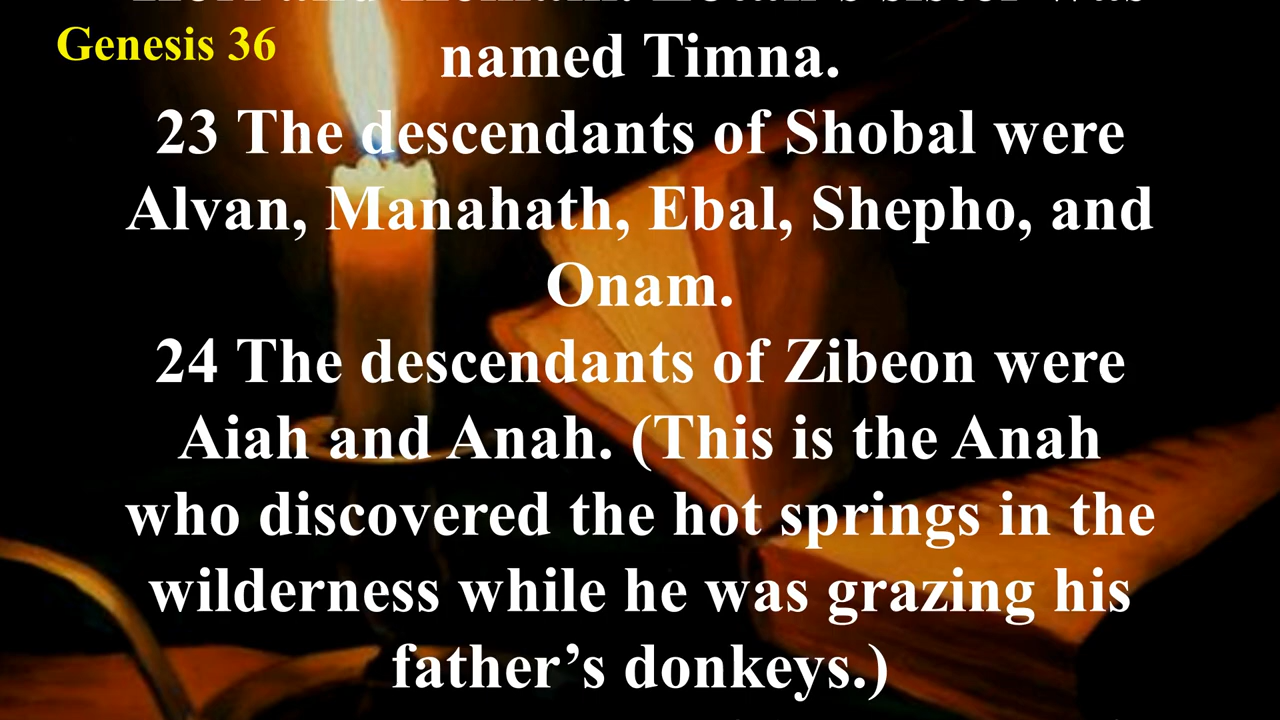 Genesis 36
named Timna.
23 The descendants of Shobal were
Alvan, Manahath, Ebal, Shepho, and
Onam.
24 The descendants of Zibeon were
Aiah and Anah. (This is the Anah
who discovered the hot springs in the
wilderness while he was grazing his
father’s donkeys.)